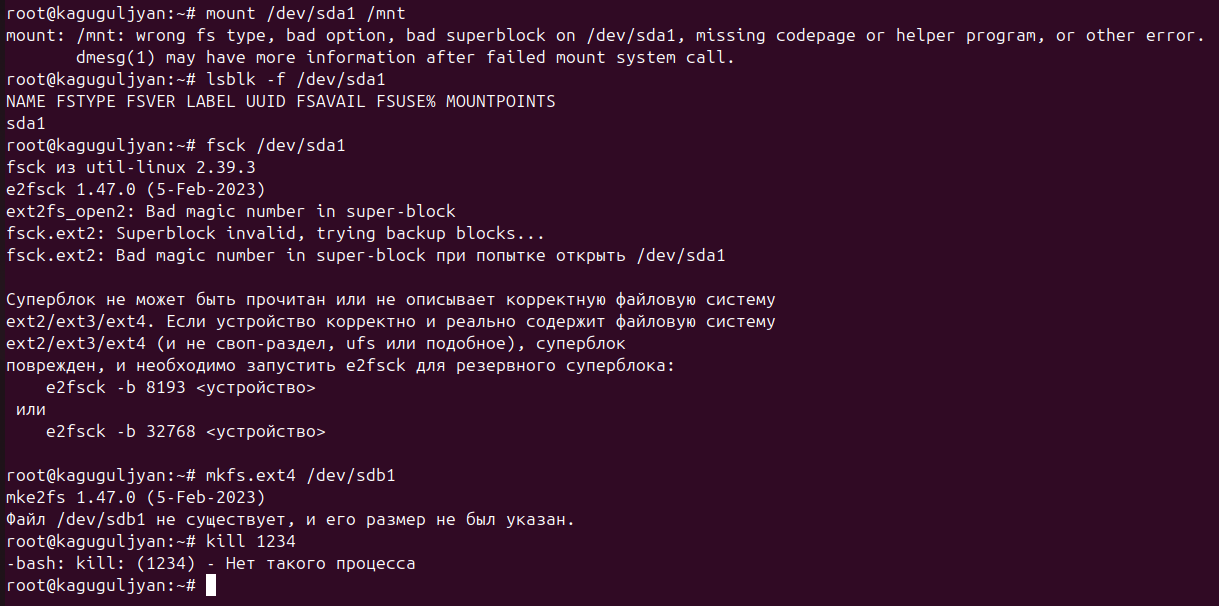 root@kaguguljyan:~# mount /dev/sda1 /mnt
mount: /mnt: wrong fs type, bad option, bad superblock on /dev/sda1, missing codepage or helper program, or other error.
       dmesg(1) may have more information after failed mount system call.
root@kaguguljyan:~# lsblk -f /dev/sda1
NAME FSTYPE FSVER LABEL UUID FSAVAIL FSUSE% MOUNTPOINTS
sda1
root@kaguguljyan:~# fsck /dev/sda1
fsck из util-linux 2.39.3
e2fsck 1.47.0 (5-Feb-2023)
ext2fs_open2: Bad magic number in super-block
fsck.ext2: Superblock invalid, trying backup blocks...
fsck.ext2: Bad magic number in super-block при попытке открыть /dev/sda1

Суперблок не может быть прочитан или не описывает корректную файловую систему
ext2/ext3/ext4. Если устройство корректно и реально содержит файловую систему
ext2/ext3/ext4 (и не своп-раздел, ufs или подобное), суперблок
поврежден, и необходимо запустить e2fsck для резервного суперблока:
    e2fsck -b 8193 <устройство>
 или
    e2fsck -b 32768 <устройство>

root@kaguguljyan:~# mkfs.ext4 /dev/sdb1
mke2fs 1.47.0 (5-Feb-2023)
Файл /dev/sdb1 не существует, и его размер не был указан.
root@kaguguljyan:~# kill 1234
-bash: kill: (1234) - Нет такого процесса
root@kaguguljyan:~#